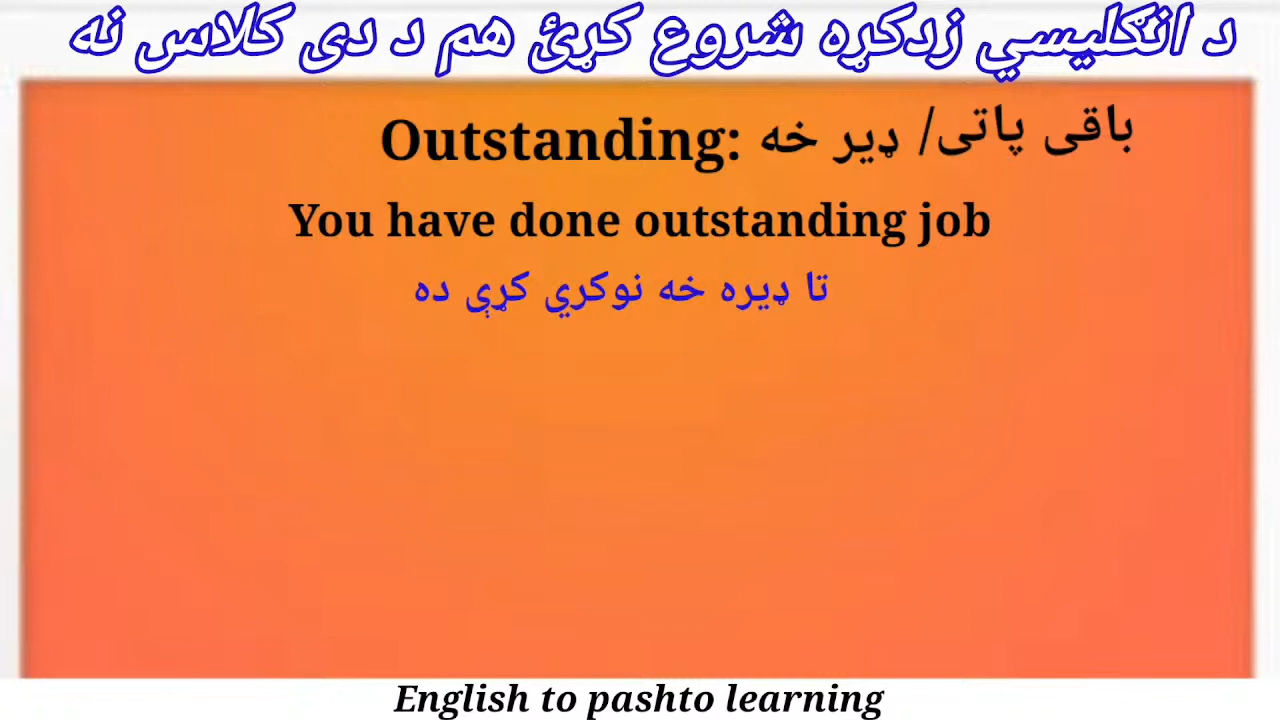 د انګلیسي زدکړه شروع کړئ هم د دی کلاس نه
Outstanding: باقی پاتی/ ډیر خه
You have done outstanding job
تا ډیره خه نوکري کړې ده
English to pashto learning